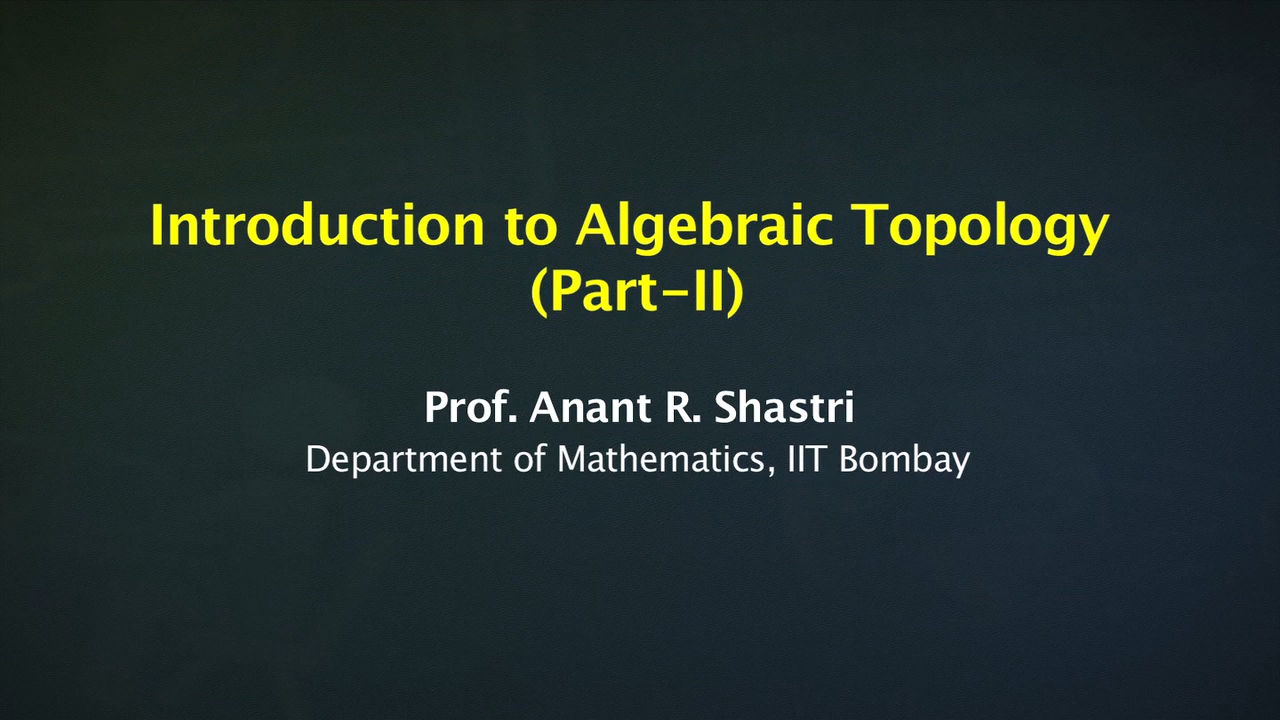 Introduction to Algebraic Topology
(Part-II)
Prof. Anant R. Shastri
Department of Mathematics, IIT Bombay